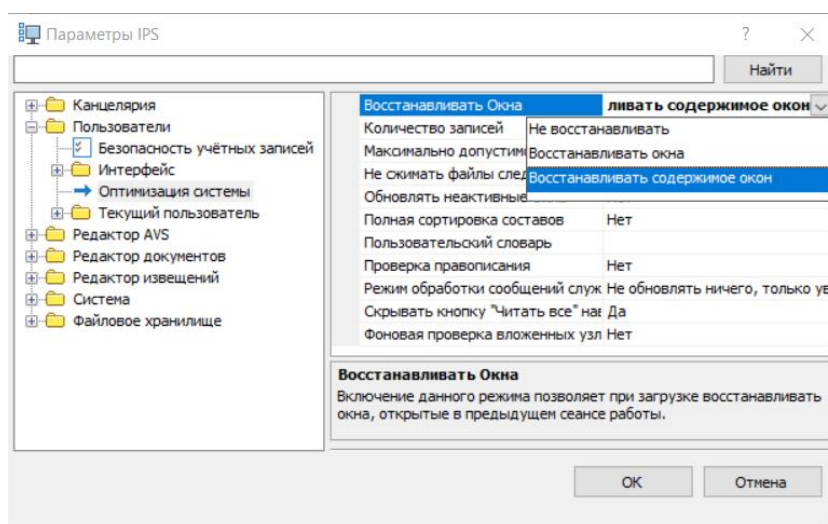 Параметры IPS
Найти
Канцелярия
Пользователи
Безопасность учётных записей
Интерфейс
Оптимизация системы
Текущий пользователь
Редактор AVS
Редактор документов
Редактор извещений
Система
Файловое хранилище
Восстанавливать Окна ливать содержимое окон
Количество записей
Не восстанавливать
Максимально допустим
Восстанавливать окна
Не сжимать файлы след
Восстанавливать содержимое окон
Обновлять неактивные
Полная сортировка составов Нет
Пользовательский словарь
Проверка правописания Нет
Режим обработки сообщений служ Не обновлять ничего, только ув
Скрывать кнопку "Читать все" нав Да
Фоновая проверка вложенных узл Нет
Восстанавливать Окна
Включение данного режима позволяет при загрузке восстанавливать
окна, открытые в предыдущем сеансе работы.
OK Отмена